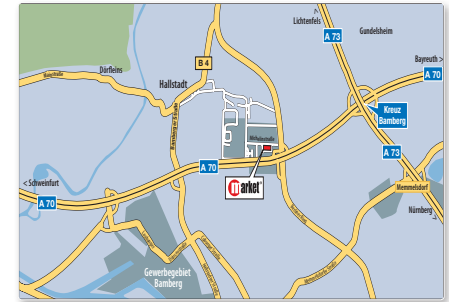 Lichtenfels
Gundelsheim
A 73
Bayreuth >
B 4
Dörfleins
A 70
Hallstadt
Kreuz
Bamberg
Michelinstraße
A 73
A 70
market
< Schweinfurt
Memmelsdorf
A 70
Nürnberg
Gewerbegebiet
Bamberg